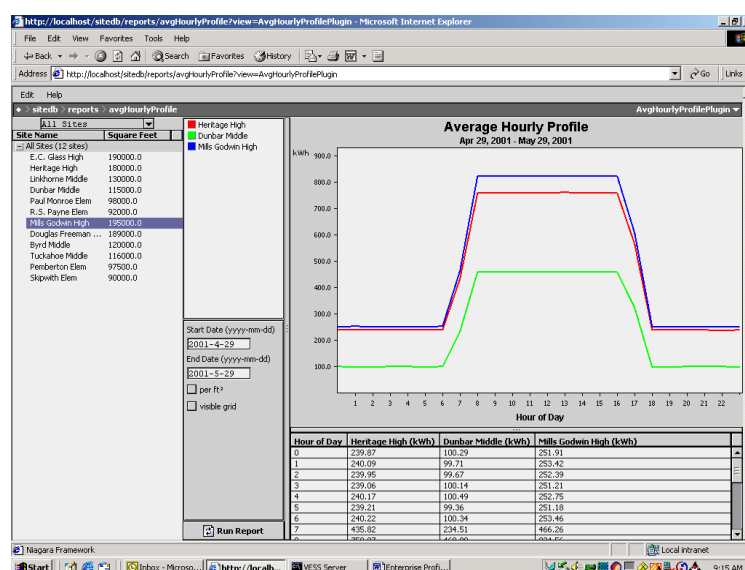 http://localhost/sitedb/reports/avgHourlyProfile?view=AvgHourlyProfilePlugin - Microsoft Internet Explorer
File Edit View Favorites Tools Help
Back Search Favorites History
Address http://localhost/sitedb/reports/avgHourlyProfile?view=AvgHourlyProfilePlugin Go Links
Edit Help
> sitedb > reports > avgHourlyProfile AvgHourlyProfilePlugin
All Sites
Site Name Square Feet
All Sites (12 sites)
E.C. Glass High 190000.0
Heritage High 180000.0
Linkhorne Middle 130000.0
Dunbar Middle 115000.0
Paul Monroe Elem 98000.0
R.S. Payne Elem 92000.0
Mills Godwin High 195000.0
Douglas Freeman ... 189000.0
Byrd Middle 120000.0
Tuckahoe Middle 116000.0
Pemberton Elem 97500.0
Skipwith Elem 90000.0
Heritage High
Dunbar Middle
Mills Godwin High
Start Date (yyyy-mm-dd)
2001-4-29
End Date (yyyy-mm-dd)
2001-5-29
per ft²
visible grid
Run Report
Average Hourly Profile
Apr 29, 2001 - May 29, 2001
kWh
900.0
800.0
700.0
600.0
500.0
400.0
300.0
200.0
100.0
1 2 3 4 5 6 7 8 9 10 11 12 13 14 15 16 17 18 19 20 21 22
Hour of Day
Hour of Day Heritage High (kWh) Dunbar Middle (kWh) Mills Godwin High (kWh)
0 239.87 100.29 251.91
1 240.09 99.71 253.42
2 239.95 99.67 252.39
3 239.06 100.14 251.21
4 240.17 100.49 252.75
5 239.21 99.36 251.18
6 240.22 100.34 253.46
7 435.82 234.51 466.26
Niagara Framework Local intranet
Start Inbox - Microso... http://localh... VESS Server Enterprise Profi... 9:15 AM